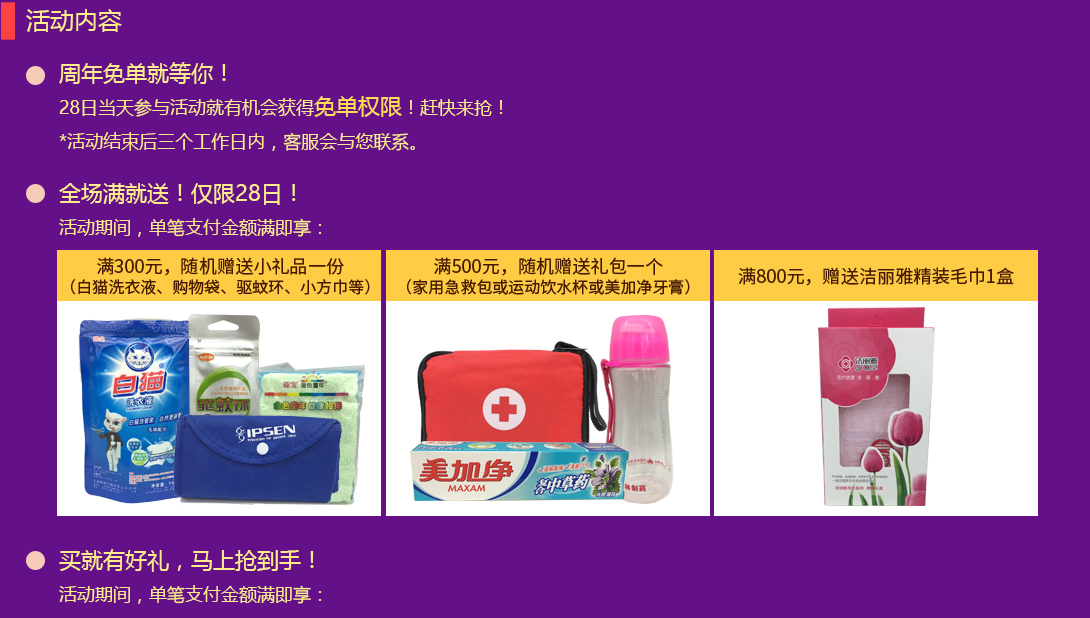 活动内容
周年免单就等你！
28日当天参与活动就有机会获得免单权限！赶快来抢！
*活动结束后三个工作日内，客服会与您联系。
全场满就送！仅限28日！
活动期间，单笔支付金额满即享：
满300元，随机赠送小礼品一份
（白猫洗衣液、购物袋、驱蚊环、小方巾等）
满500元，随机赠送礼包一个
（家用急救包或运动饮水杯或美加净牙膏）
满800元，赠送洁丽雅精装毛巾1盒
白猫
洗衣液
驱蚊环
IPSEN
美加净
MAXAM
中草药
制药
洁丽雅
grace
买就有好礼，马上抢到手！
活动期间，单笔支付金额满即享：